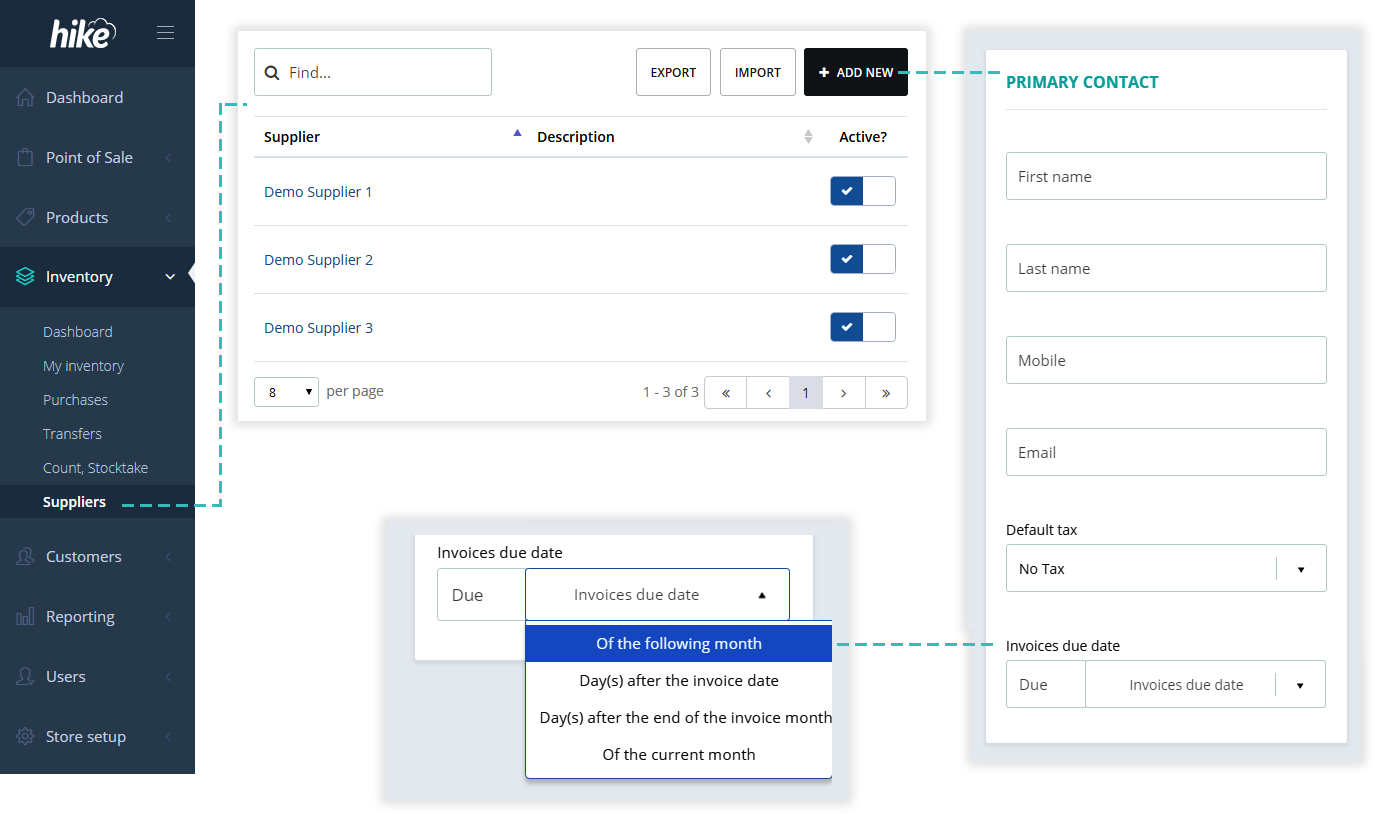 hike
Dashboard
Point of Sale
Products
Inventory
Dashboard
My inventory
Purchases
Transfers
Count, Stocktake
Suppliers
Customers
Reporting
Users
Store setup
Find...
EXPORT
IMPORT
+ ADD NEW
Supplier Description Active?
Demo Supplier 1
Demo Supplier 2
Demo Supplier 3
8 per page
1 - 3 of 3 « ‹ 1 › »
Invoices due date
Due Invoices due date
Of the following month
Day(s) after the invoice date
Day(s) after the end of the invoice month
Of the current month
PRIMARY CONTACT
First name
Last name
Mobile
Email
Default tax
No Tax
Invoices due date
Due Invoices due date